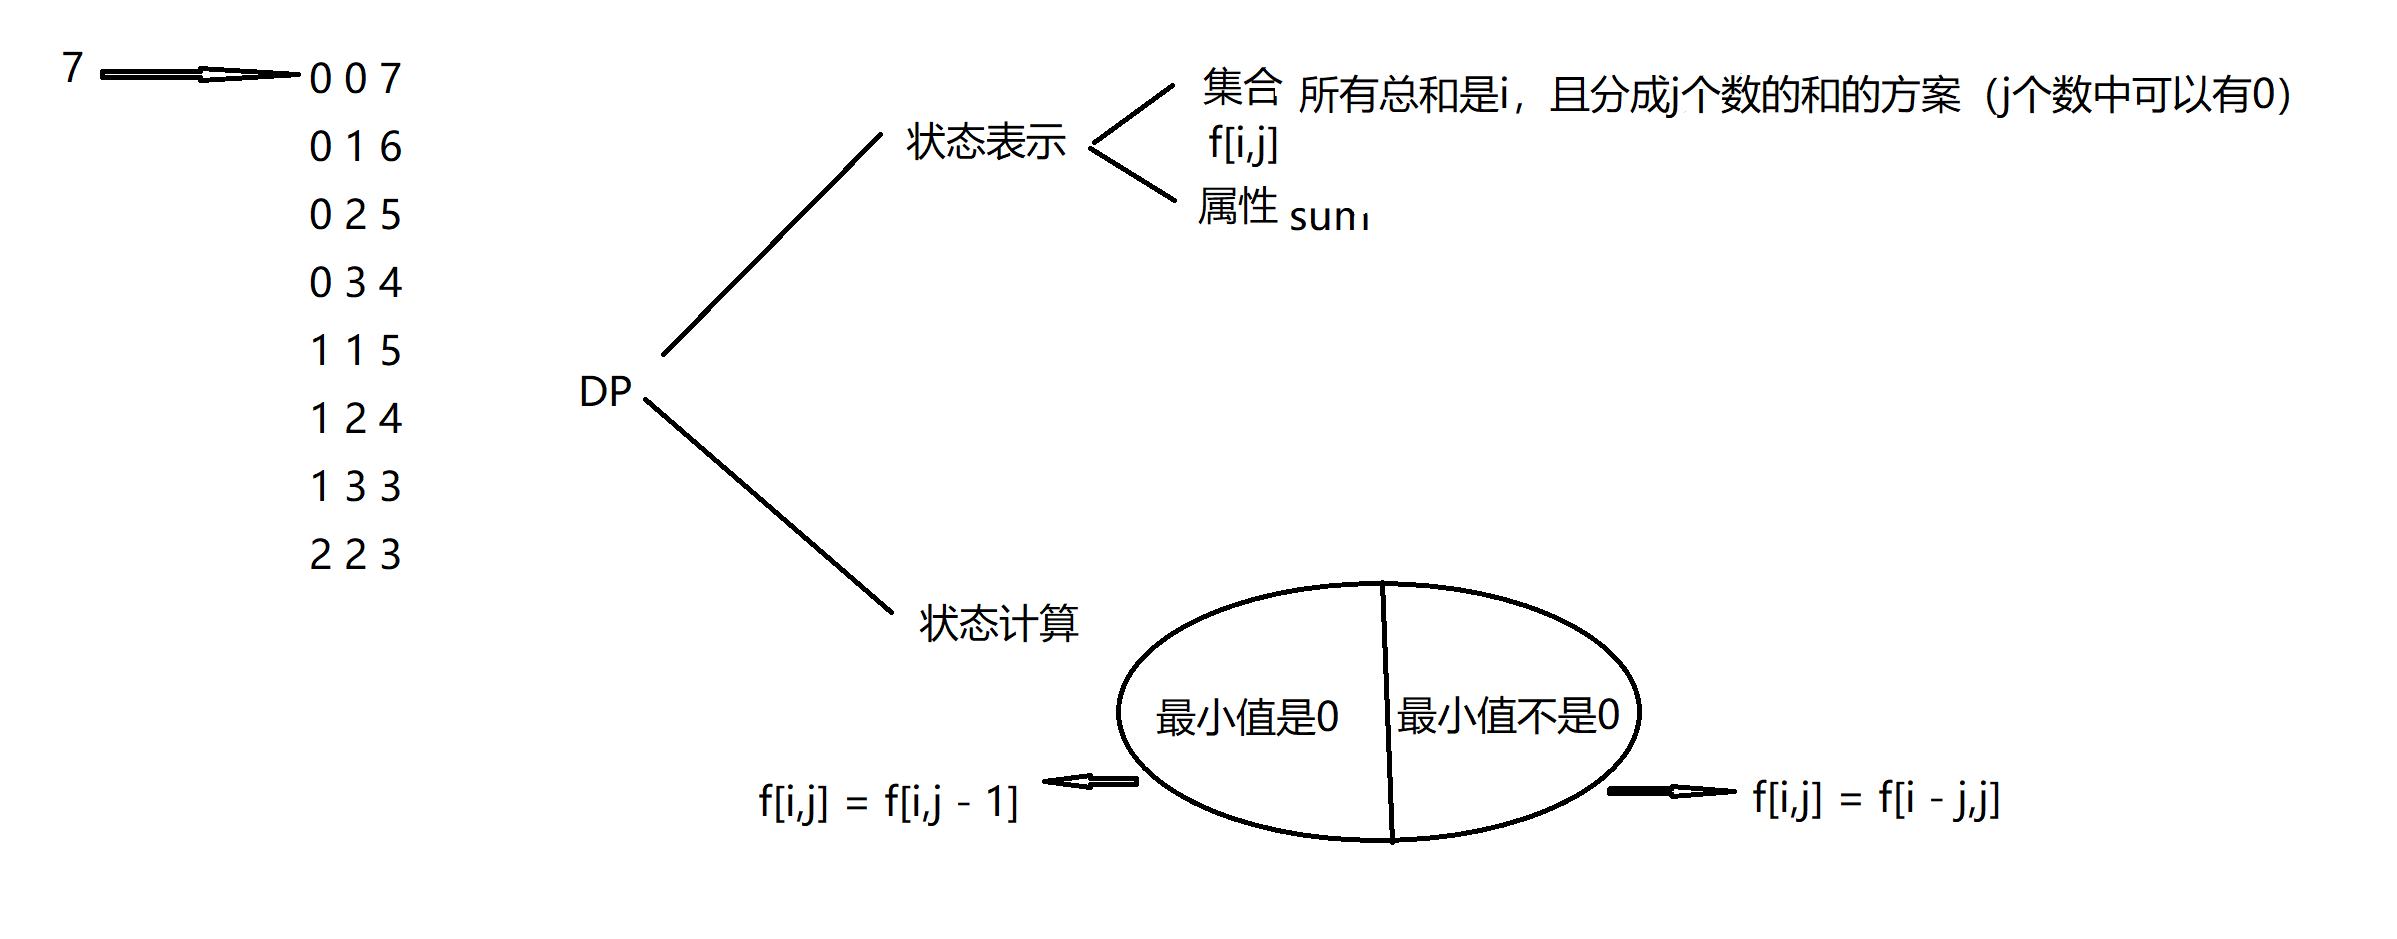 7
0 0 7
0 1 6
0 2 5
0 3 4
1 1 5
1 2 4
1 3 3
2 2 3
DP
状态表示
集合 所有总和是i，且分成j个数的和的方案（j个数中可以有0）
f[i,j]
属性 sum
状态计算
最小值是0
最小值不是0
f[i,j] = f[i,j - 1]
f[i,j] = f[i - j,j]